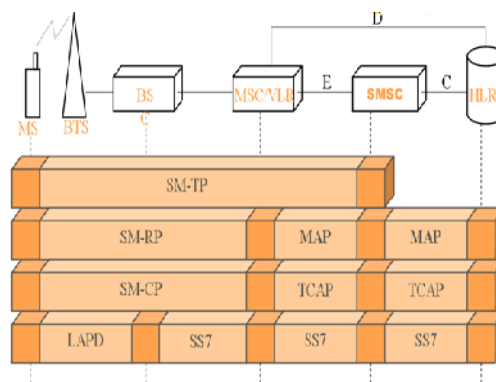 D
BS
C
MSC/VLR
E
SMSC
C
HLR
MS
BTS
SM-TP
SM-RP
MAP
MAP
SM-CP
TCAP
TCAP
LAPD
SS7
SS7
SS7